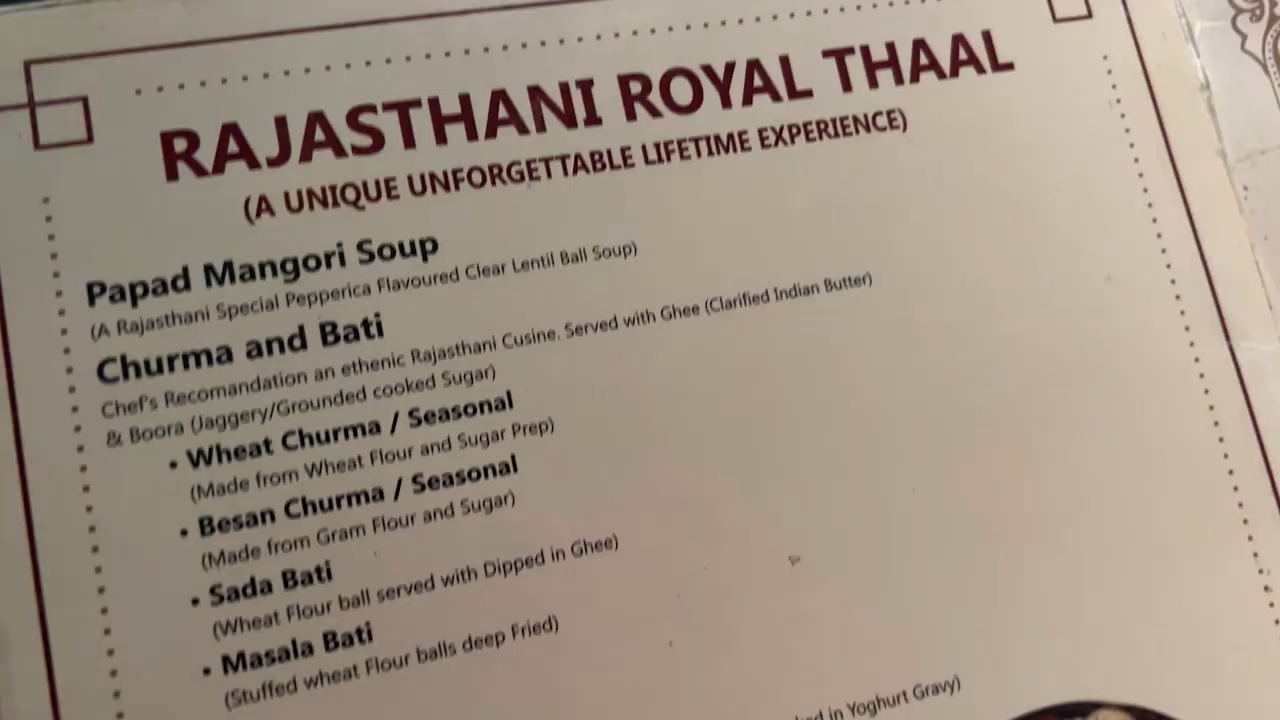 RAJASTHANI ROYAL THAAL
(A UNIQUE UNFORGETTABLE LIFETIME EXPERIENCE)
Papad Mangori Soup
(A Rajasthani Special Pepperica Flavoured Clear Lentil Ball Soup)
Churma and Bati
Chef's Recomandation an ethenic Rajasthani Cusine. Served with Ghee (Clarified Indian Butter)
& Boora (Jaggery/Grounded cooked Sugar)
• Wheat Churma / Seasonal
(Made from Wheat Flour and Sugar Prep)
• Besan Churma / Seasonal
(Made from Gram Flour and Sugar)
• Sada Bati
(Wheat Flour ball served with Dipped in Ghee)
• Masala Bati
(Stuffed wheat Flour balls deep Fried)
in Yoghurt Gravy)